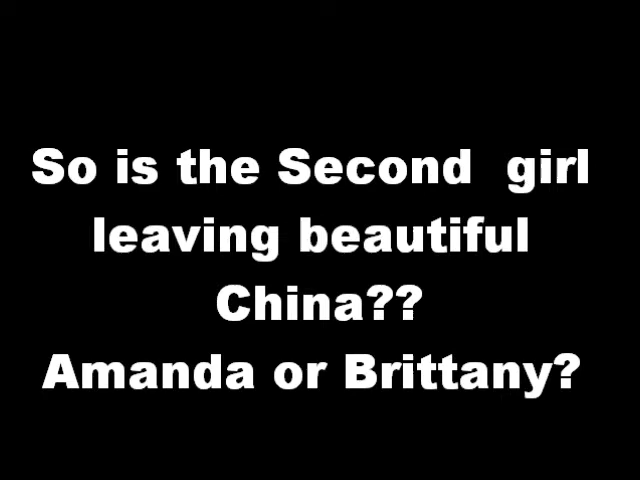 So is the Second girl
leaving beautiful
China??
Amanda or Brittany?